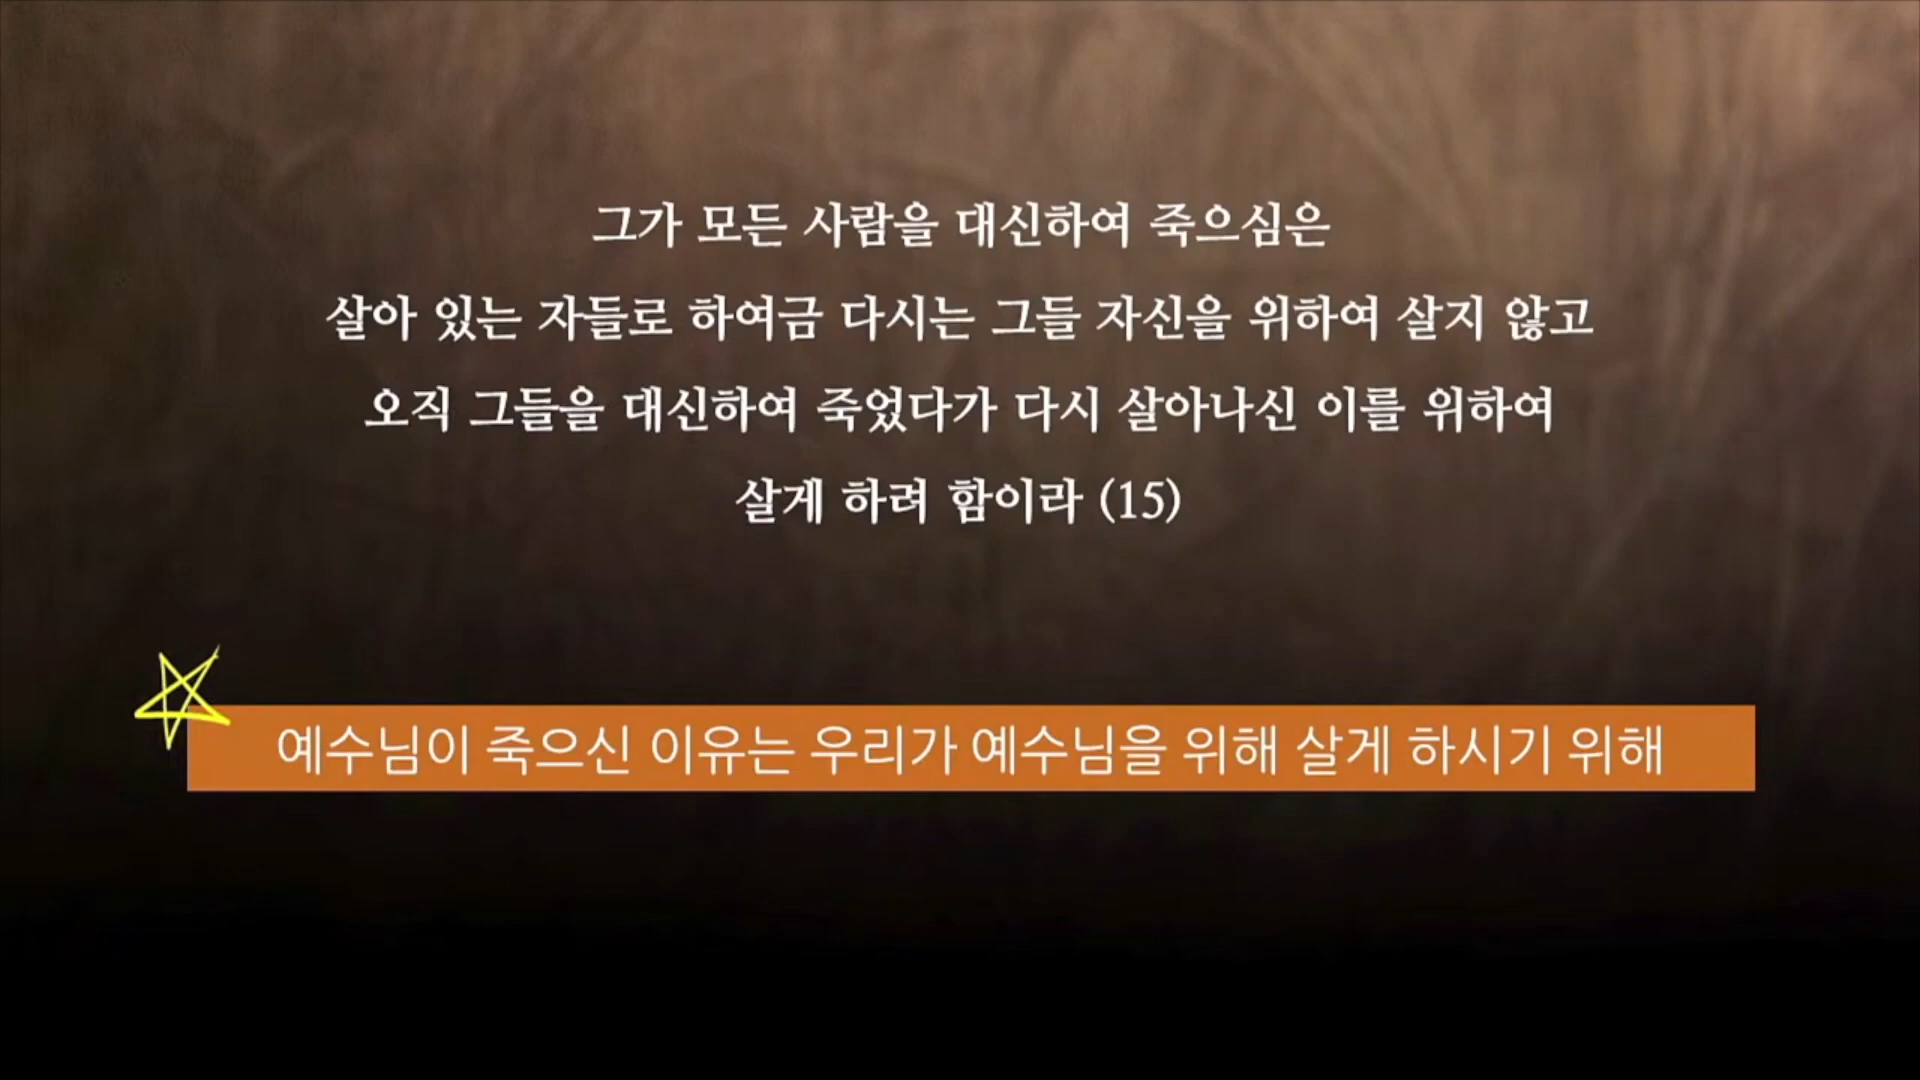 그가 모든 사람을 대신하여 죽으심은
살아 있는 자들로 하여금 다시는 그들 자신을 위하여 살지 않고
오직 그들을 대신하여 죽었다가 다시 살아나신 이를 위하여
살게 하려 함이라 (15)
예수님이 죽으신 이유는 우리가 예수님을 위해 살게 하시기 위해